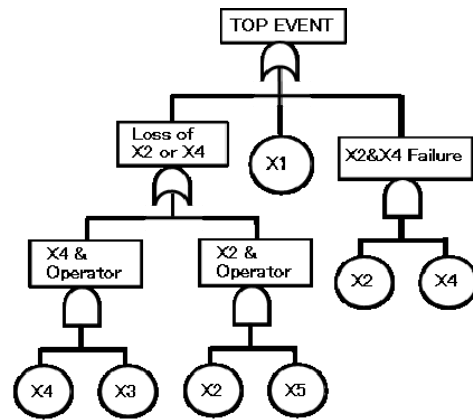 TOP EVENT
Loss of
X2 or X4
X1
X2&X4 Failure
X4 &
Operator
X2 &
Operator
X2
X4
X4
X3
X2
X5